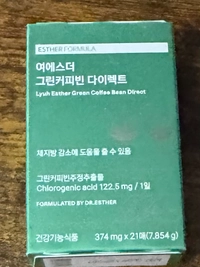 ESTHER FORMULA
여에스더
그린커피빈 다이렉트
Lyuh Esther Green Coffee Bean Direct
체지방 감소에 도움을 줄 수 있음
그린커피빈주정추출물
Chlorogenic acid 122.5 mg / 1일
FORMULATED BY DR.ESTHER
건강기능식품
374 mg x 21매(7,854 g)